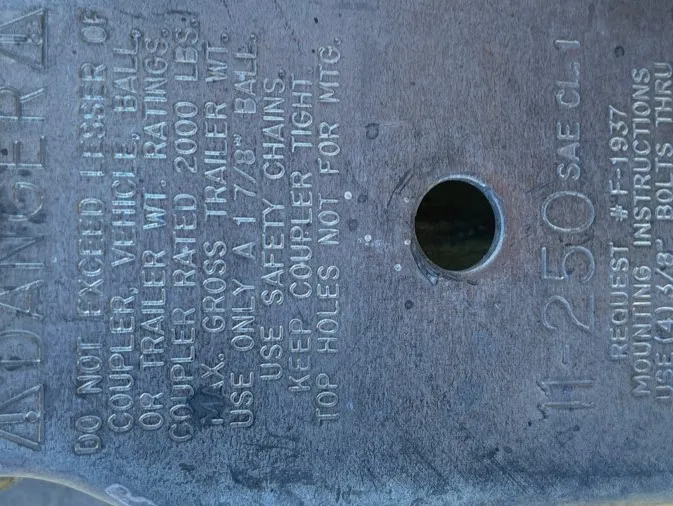 ⚠DANGER⚠
DO NOT EXCEED LESSER OF
COUPLER, VEHICLE, BALL,
OR TRAILER WT. RATINGS.
COUPLER RATED 2000 LBS.
MAX. GROSS TRAILER WT.
USE ONLY A 1 7/8" BALL.
USE SAFETY CHAINS.
KEEP COUPLER TIGHT
TOP HOLES NOT FOR MTG.
11-250 SAE CL. 1
REQUEST # F-1937
MOUNTING INSTRUCTIONS
USE (4) 3/8" BOLTS THRU